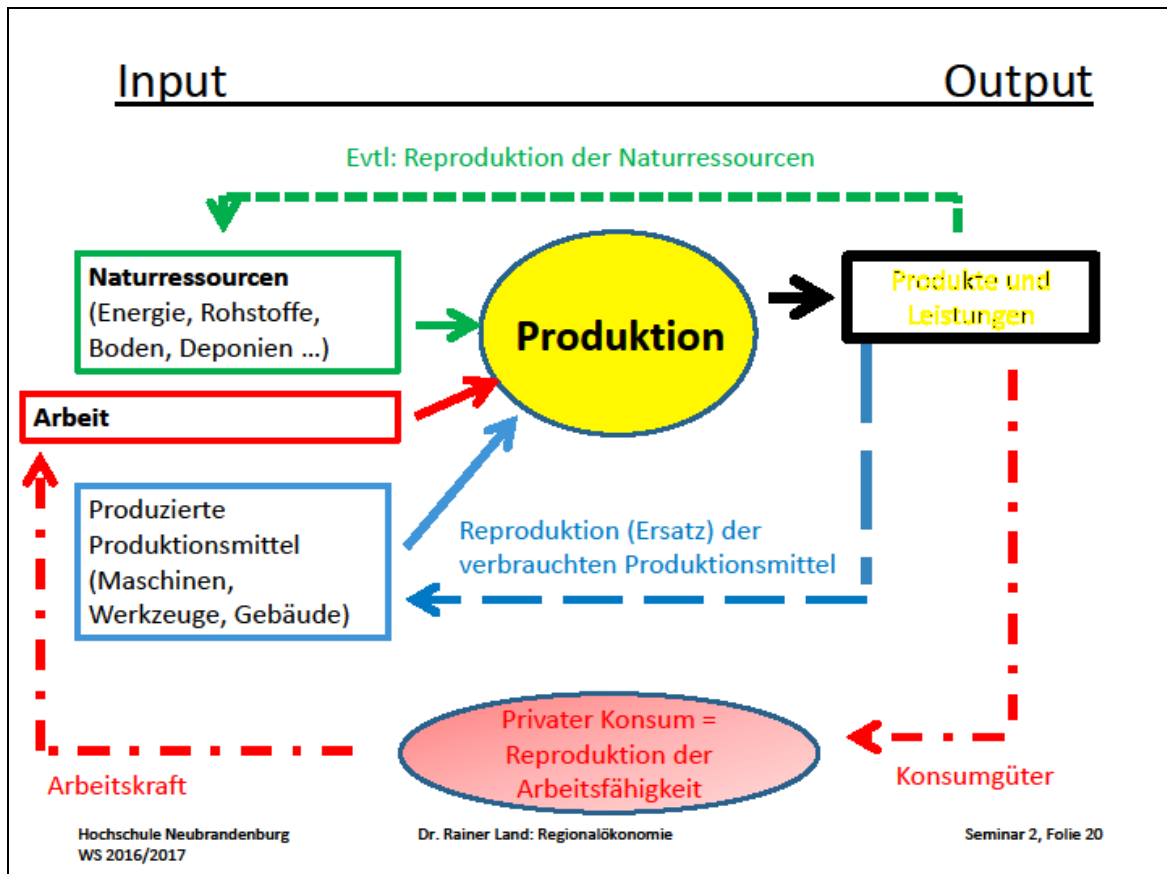 Input
Output
Evtl: Reproduktion der Naturressourcen
Naturressourcen
(Energie, Rohstoffe,
Boden, Deponien ...)
Produktion
Produkte und
Leistungen
Arbeit
Produzierte
Produktionsmittel
(Maschinen,
Werkzeuge, Gebäude)
Reproduktion (Ersatz) der
verbrauchten Produktionsmittel
Privater Konsum =
Reproduktion der
Arbeitsfähigkeit
Arbeitskraft
Konsumgüter
Hochschule Neubrandenburg
WS 2016/2017
Dr. Rainer Land: Regionalökonomie
Seminar 2, Folie 20